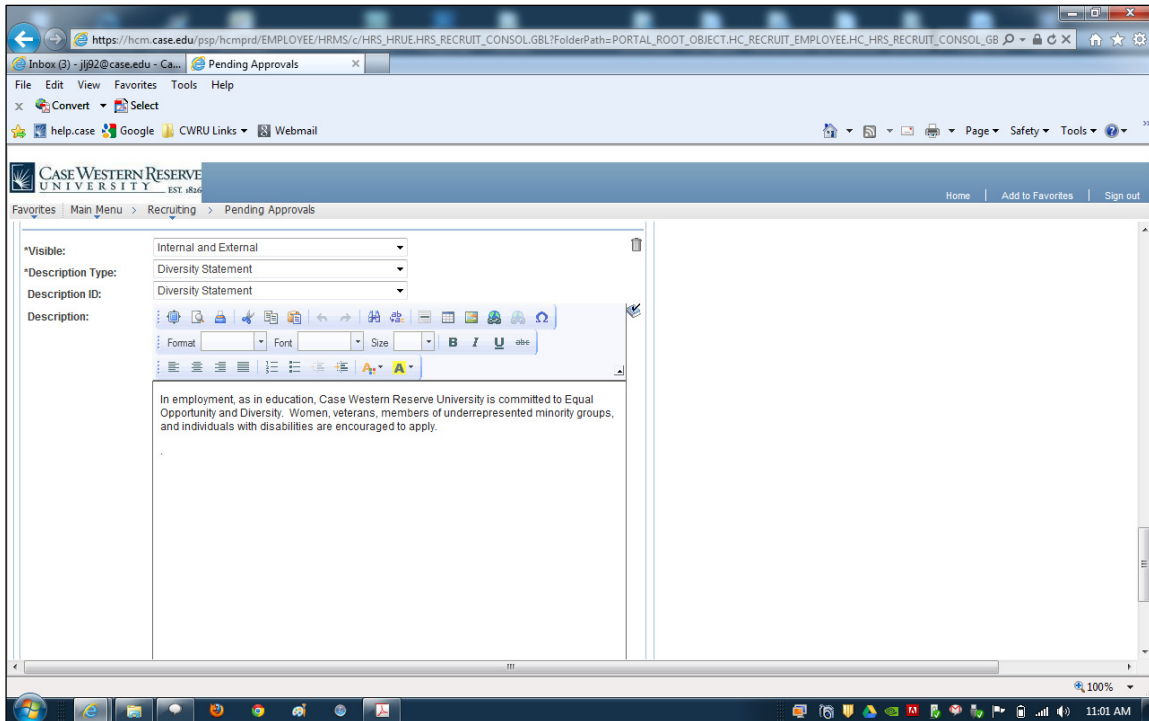 https://hcm.case.edu/psp/hcmprd/EMPLOYEE/HRMS/c/HRS_HRUE.HRS_RECRUIT_CONSOL.GBL?FolderPath=PORTAL_ROOT_OBJECT.HC_RECRUIT_EMPLOYEE.HC_HRS_RECRUIT_CONSOL_GB
Inbox (3) - jlj92@case.edu - Ca... Pending Approvals
File Edit View Favorites Tools Help
Convert Select
help.case Google CWRU Links Webmail Page Safety Tools
CASE WESTERN RESERVE
UNIVERSITY EST. 1826
Home | Add to Favorites | Sign out
Favorites Main Menu > Recruiting > Pending Approvals
*Visible: Internal and External
*Description Type: Diversity Statement
Description ID: Diversity Statement
Description:
Format Font Size B I U abc
A A
In employment, as in education, Case Western Reserve University is committed to Equal
Opportunity and Diversity. Women, veterans, members of underrepresented minority groups,
and individuals with disabilities are encouraged to apply.
.
100%
11:01 AM